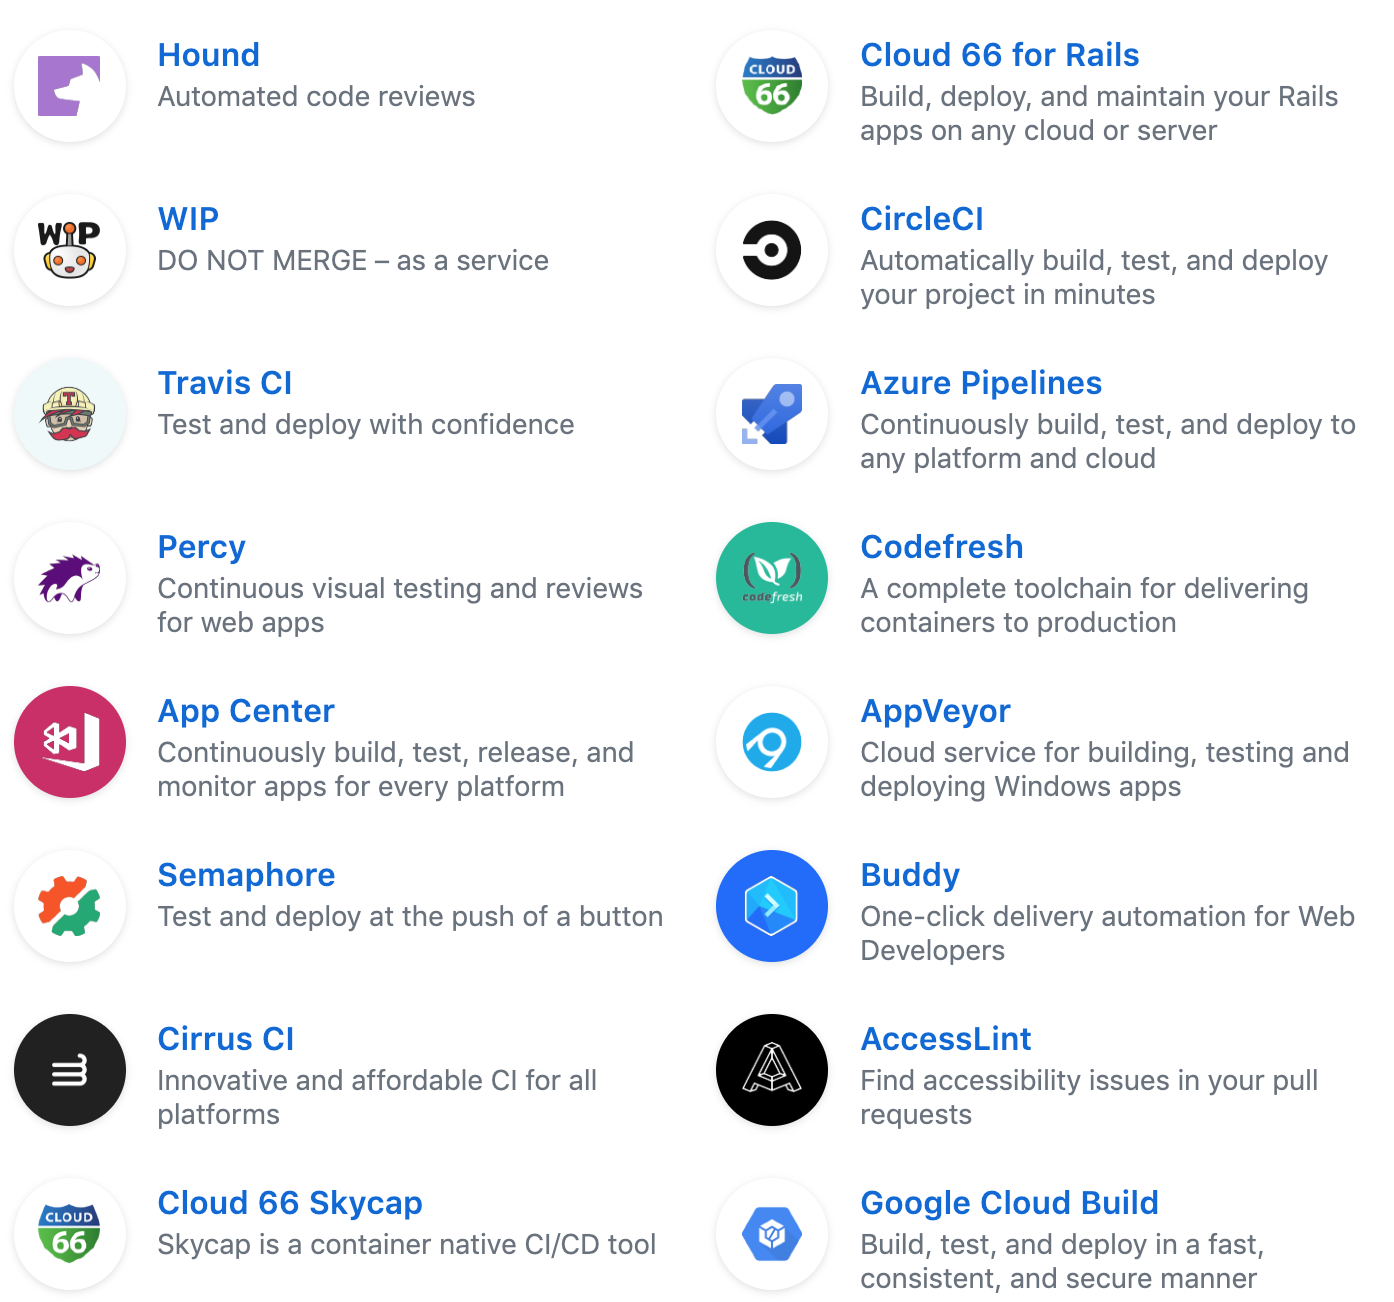 Hound
Automated code reviews
CLOUD
66
Cloud 66 for Rails
Build, deploy, and maintain your Rails
apps on any cloud or server
WIP
WIP
DO NOT MERGE – as a service
CircleCI
Automatically build, test, and deploy
your project in minutes
T
Travis CI
Test and deploy with confidence
Azure Pipelines
Continuously build, test, and deploy to
any platform and cloud
Percy
Continuous visual testing and reviews
for web apps
codefresh
Codefresh
A complete toolchain for delivering
containers to production
App Center
Continuously build, test, release, and
monitor apps for every platform
AppVeyor
Cloud service for building, testing and
deploying Windows apps
Semaphore
Test and deploy at the push of a button
Buddy
One-click delivery automation for Web
Developers
Cirrus CI
Innovative and affordable CI for all
platforms
AccessLint
Find accessibility issues in your pull
requests
CLOUD
66
Cloud 66 Skycap
Skycap is a container native CI/CD tool
Google Cloud Build
Build, test, and deploy in a fast,
consistent, and secure manner